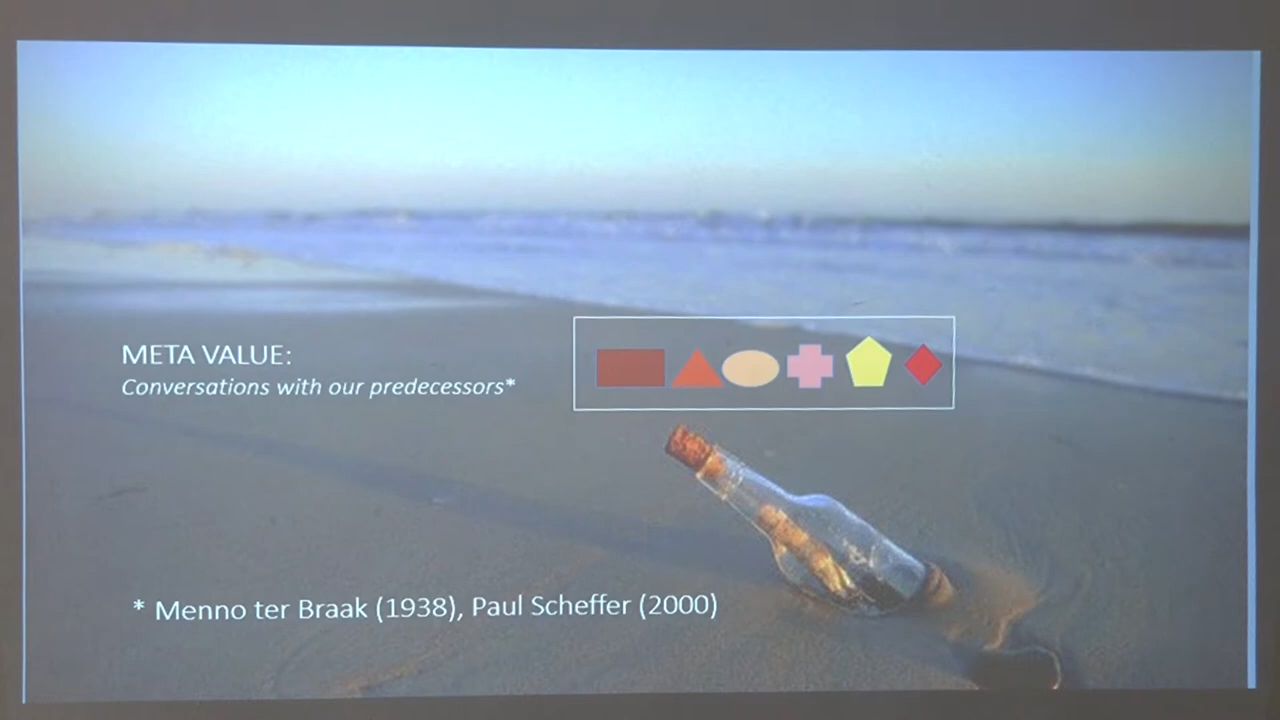 META VALUE:
Conversations with our predecessors*
* Menno ter Braak (1938), Paul Scheffer (2000)